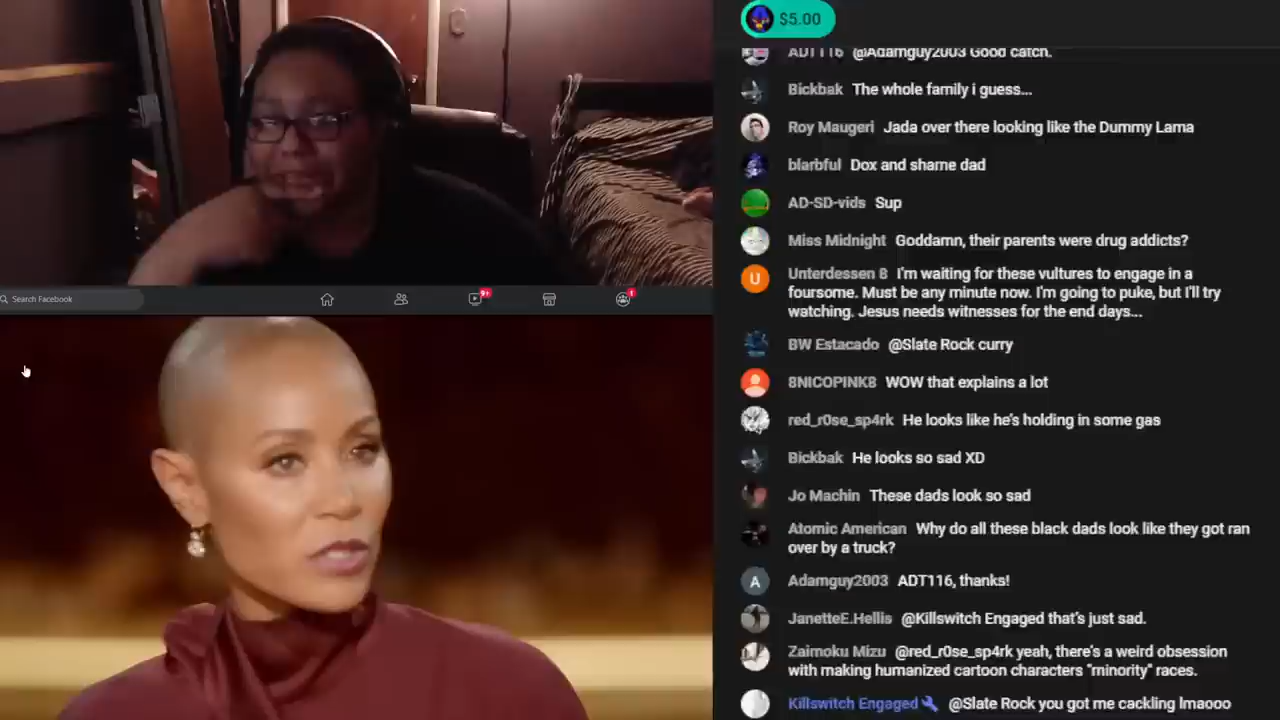 $5.00
ADT116 @Adamguy2003 Good catch.
Bickbak The whole family i guess...
Roy Maugeri Jada over there looking like the Dummy Lama
blarbful Dox and shame dad
AD-SD-vids Sup
Miss Midnight Goddamn, their parents were drug addicts?
Unterdessen 8 I'm waiting for these vultures to engage in a
foursome. Must be any minute now. I'm going to puke, but I'll try
watching. Jesus needs witnesses for the end days...
BW Estacado @Slate Rock curry
8NICOPINK8 WOW that explains a lot
red_r0se_sp4rk He looks like he's holding in some gas
Bickbak He looks so sad XD
Jo Machin These dads look so sad
Atomic American Why do all these black dads look like they got ran
over by a truck?
A
Adamguy2003 ADT116, thanks!
JanetteE.Hellis @Killswitch Engaged that's just sad.
Zaimoku Mizu @red_r0se_sp4rk yeah, there's a weird obsession
with making humanized cartoon characters "minority" races.
Killswitch Engaged @Slate Rock you got me cackling lmaooo
Search Facebook
9+
1
U